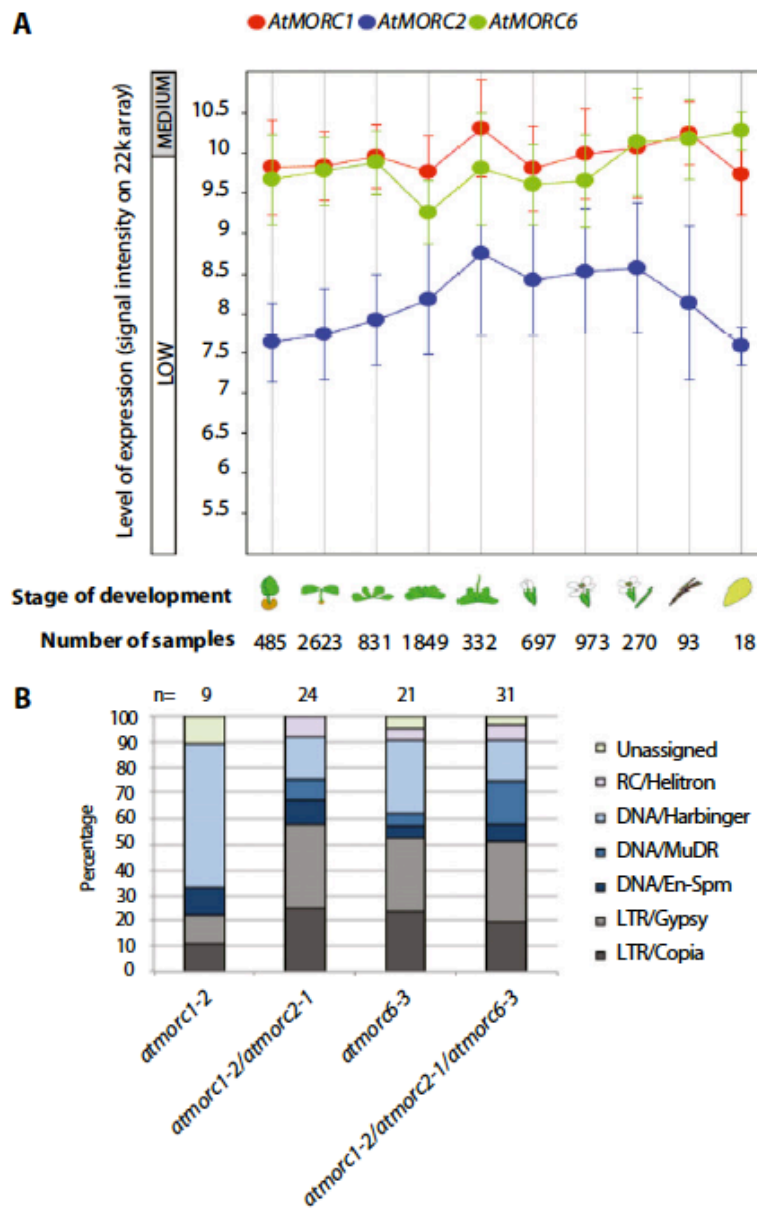 A
AtMORC1 AtMORC2 AtMORC6
Level of expression (signal intensity on 22k array)
MEDIUM
LOW
10.5
10
9.5
9
8.5
8
7.5
7
6.5
6
5.5
Stage of development
Number of samples 485 2623 831 1849 332 697 973 270 93 18
B
n= 9 24 21 31
Percentage
100
90
80
70
60
50
40
30
20
10
0
Unassigned
RC/Helitron
DNA/Harbinger
DNA/MuDR
DNA/En-Spm
LTR/Gypsy
LTR/Copia
atmorc1-2
atmorc1-2/atmorc2-1
atmorc6-3
atmorc1-2/atmorc2-1/atmorc6-3